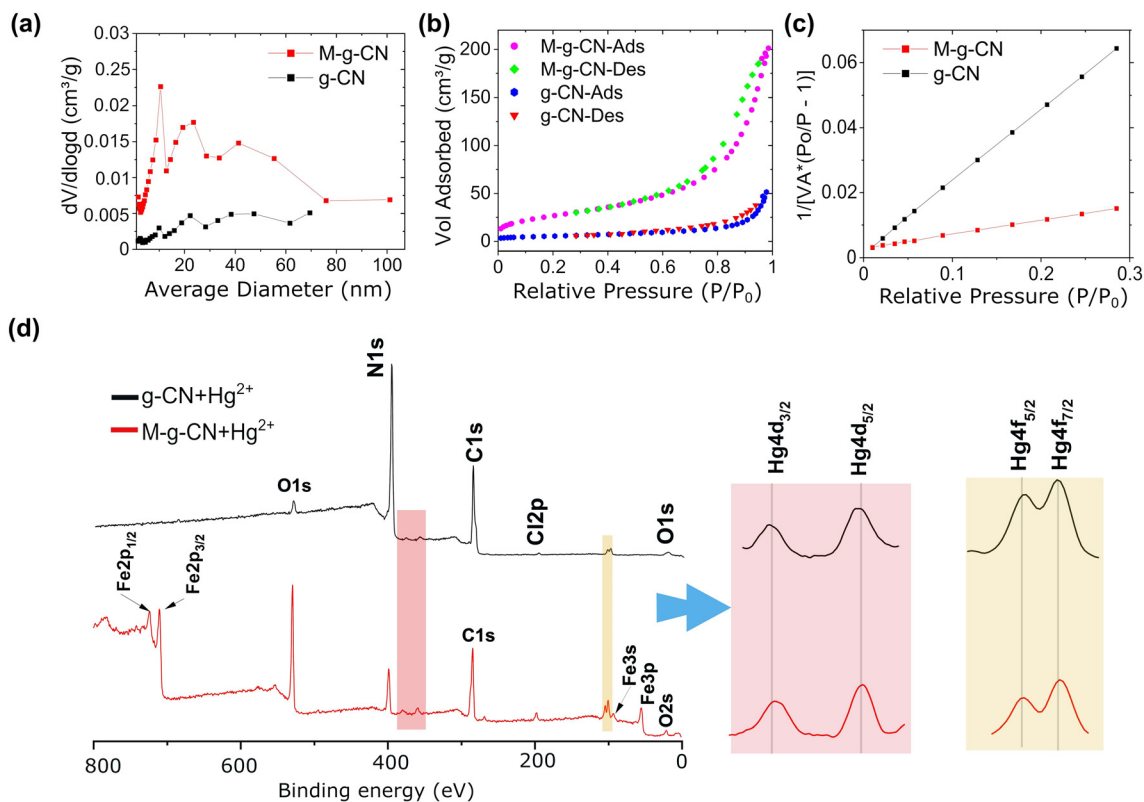 (a)
dV/dlogd (cm³/g)
0.03
0.025
0.02
0.015
0.01
0.005
0
M-g-CN
g-CN
0
20
40
60
80
100
Average Diameter (nm)
(b)
Vol Adsorbed (cm³/g)
200
150
100
50
0
M-g-CN-Ads
M-g-CN-Des
g-CN-Ads
g-CN-Des
0
0.2
0.4
0.6
0.8
1
Relative Pressure (P/P₀)
(c)
1/[VA*(Po/P - 1)]
0.06
0.04
0.02
0
M-g-CN
g-CN
0
0.1
0.2
0.3
Relative Pressure (P/P₀)
(d)
g-CN+Hg²⁺
M-g-CN+Hg²⁺
O1s
N1s
C1s
Cl2p
O1s
Fe2p₁/₂
Fe2p₃/₂
C1s
Fe3s
Fe3p
O2s
800
600
400
200
0
Binding energy (eV)
Hg4d₃/₂
Hg4d₅/₂
Hg4f₅/₂
Hg4f₇/₂